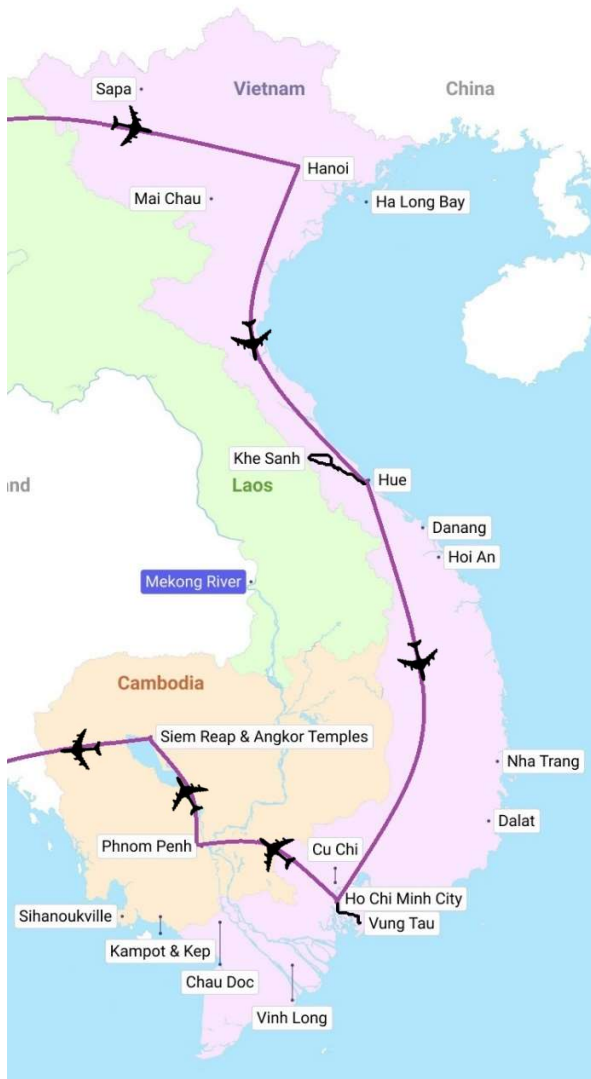 Sapa
Vietnam
China
Hanoi
Mai Chau
Ha Long Bay
Khe Sanh
Hue
and
Laos
Danang
Hoi An
Mekong River
Cambodia
Siem Reap & Angkor Temples
Nha Trang
Dalat
Phnom Penh
Cu Chi
Ho Chi Minh City
Sihanoukville
Vung Tau
Kampot & Kep
Chau Doc
Vinh Long